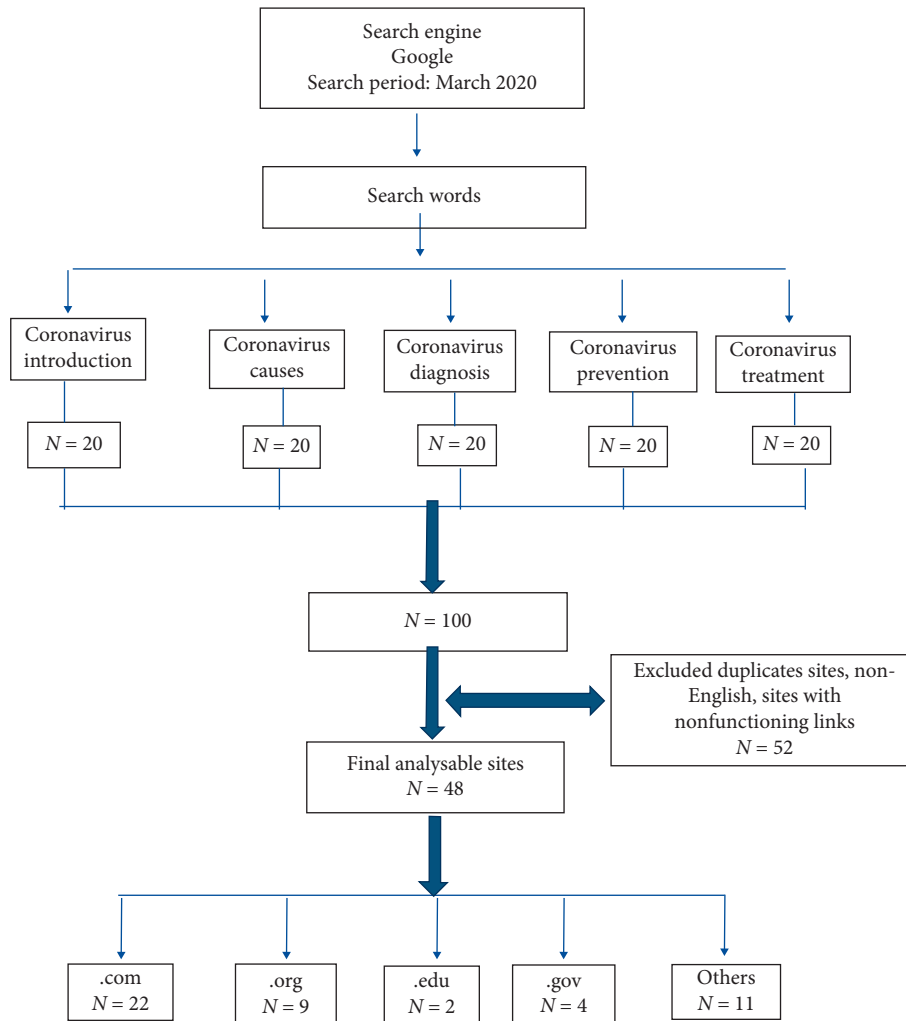 Search engine
Google
Search period: March 2020
Search words
Coronavirus
introduction
Coronavirus
causes
Coronavirus
diagnosis
Coronavirus
prevention
Coronavirus
treatment
N = 20
N = 20
N = 20
N = 20
N = 20
N = 100
Excluded duplicates sites, non-
English, sites with
nonfunctioning links
N = 52
Final analysable sites
N = 48
.com
N = 22
.org
N = 9
.edu
N = 2
.gov
N = 4
Others
N = 11